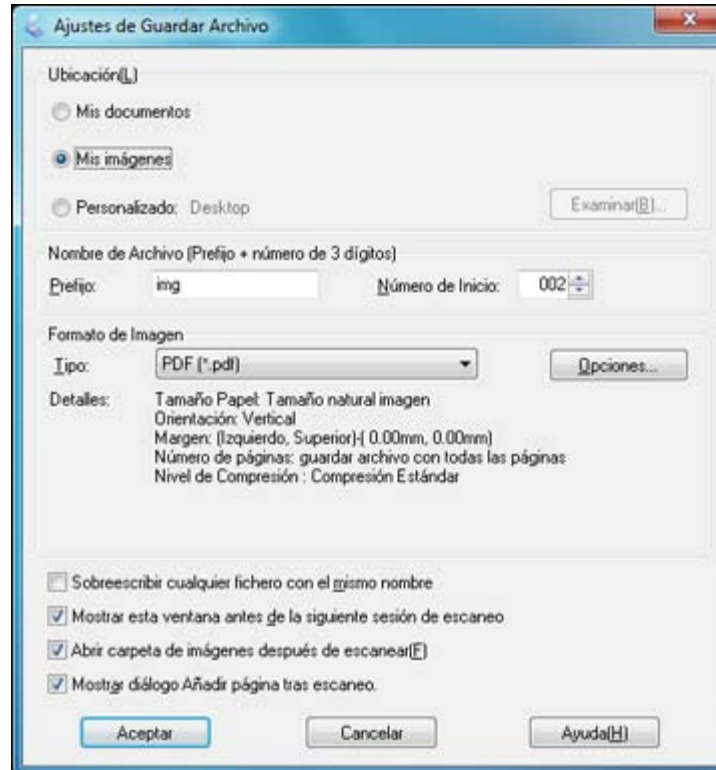 Ajustes de Guardar Archivo
Ubicación(L)
Mis documentos
Mis imágenes
Personalizado: Desktop Examinar(B)...
Nombre de Archivo (Prefijo + número de 3 dígitos)
Prefijo: img Número de Inicio: 002
Formato de Imagen
Tipo: PDF (*.pdf) Opciones...
Detalles: Tamaño Papel: Tamaño natural imagen
Orientación: Vertical
Margen: (Izquierdo, Superior)-( 0.00mm, 0.00mm)
Número de páginas: guardar archivo con todas las páginas
Nivel de Compresión : Compresión Estándar
Sobreescribir cualquier fichero con el mismo nombre
Mostrar esta ventana antes de la siguiente sesión de escaneo
Abrir carpeta de imágenes después de escanear(F)
Mostrar diálogo Añadir página tras escaneo.
Aceptar Cancelar Ayuda(H)